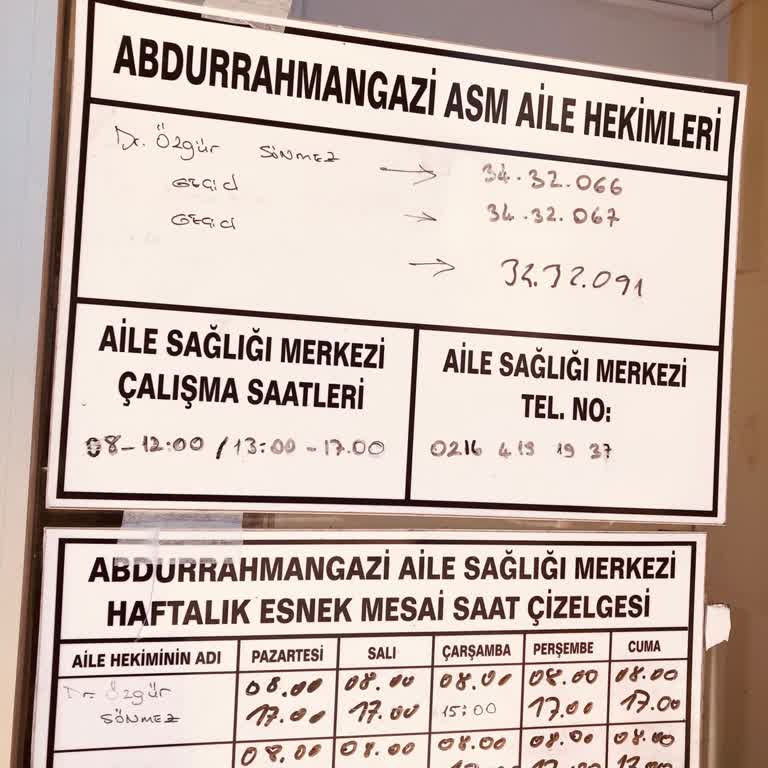 ABDURRAHMANGAZİ ASM AİLE HEKİMLERİ
Dr. Özgür SÖNMEZ → 34.32.066
GEÇİCİ → 34.32.067
GEÇİCİ
→ 34.32.091
AİLE SAĞLIĞI MERKEZİ
ÇALIŞMA SAATLERİ
08-12:00 / 13:00 - 17.00
AİLE SAĞLIĞI MERKEZİ
TEL. NO:
0216 419 19 37
ABDURRAHMANGAZİ AİLE SAĞLIĞI MERKEZİ
HAFTALIK ESNEK MESAİ SAAT ÇİZELGESİ
AİLE HEKİMİNİN ADI PAZARTESİ SALI ÇARŞAMBA PERŞEMBE CUMA
Dr Özgür 08.00 08.00 08.00 08.00 08.00
SÖNMEZ 17.00 17.00 15:00 17.00 17.00
08.00 08.00 08.00 08.00 08.00